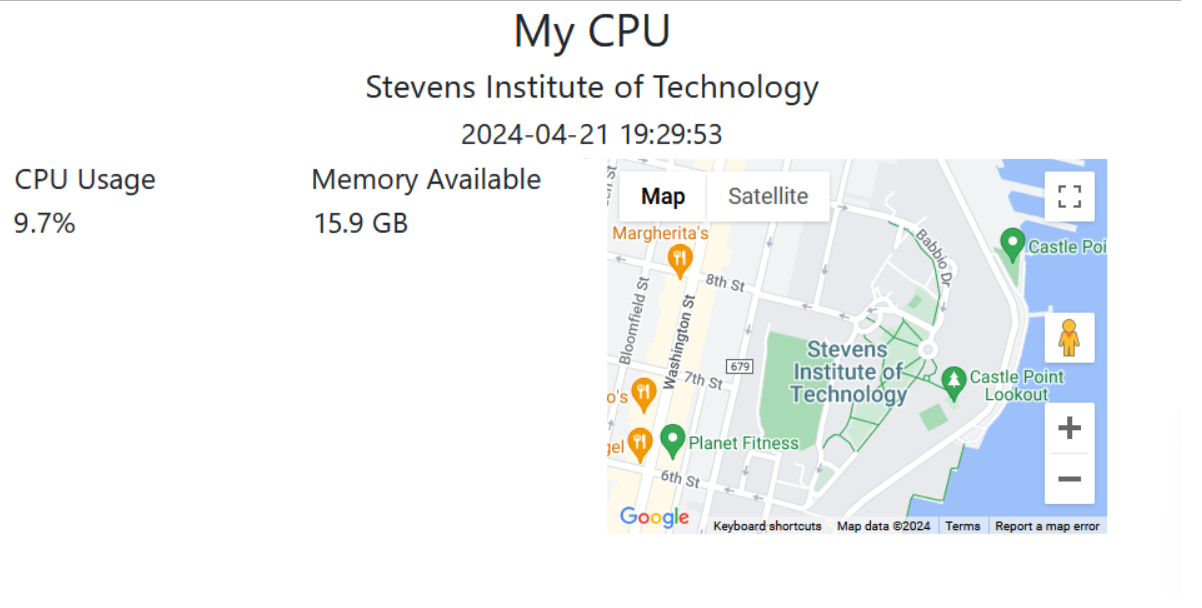 My CPU
Stevens Institute of Technology
2024-04-21 19:29:53
CPU Usage
9.7%
Memory Available
15.9 GB
Map
Satellite
Margherita's
8th St
Babbio Dr
Castle Poi
Bloomfield St
Washington St
Stevens
Institute of
Technology
679
7th St
Castle Point
Lookout
o's
gel
Planet Fitness
6th St
Google
Keyboard shortcuts
Map data ©2024
Terms
Report a map error